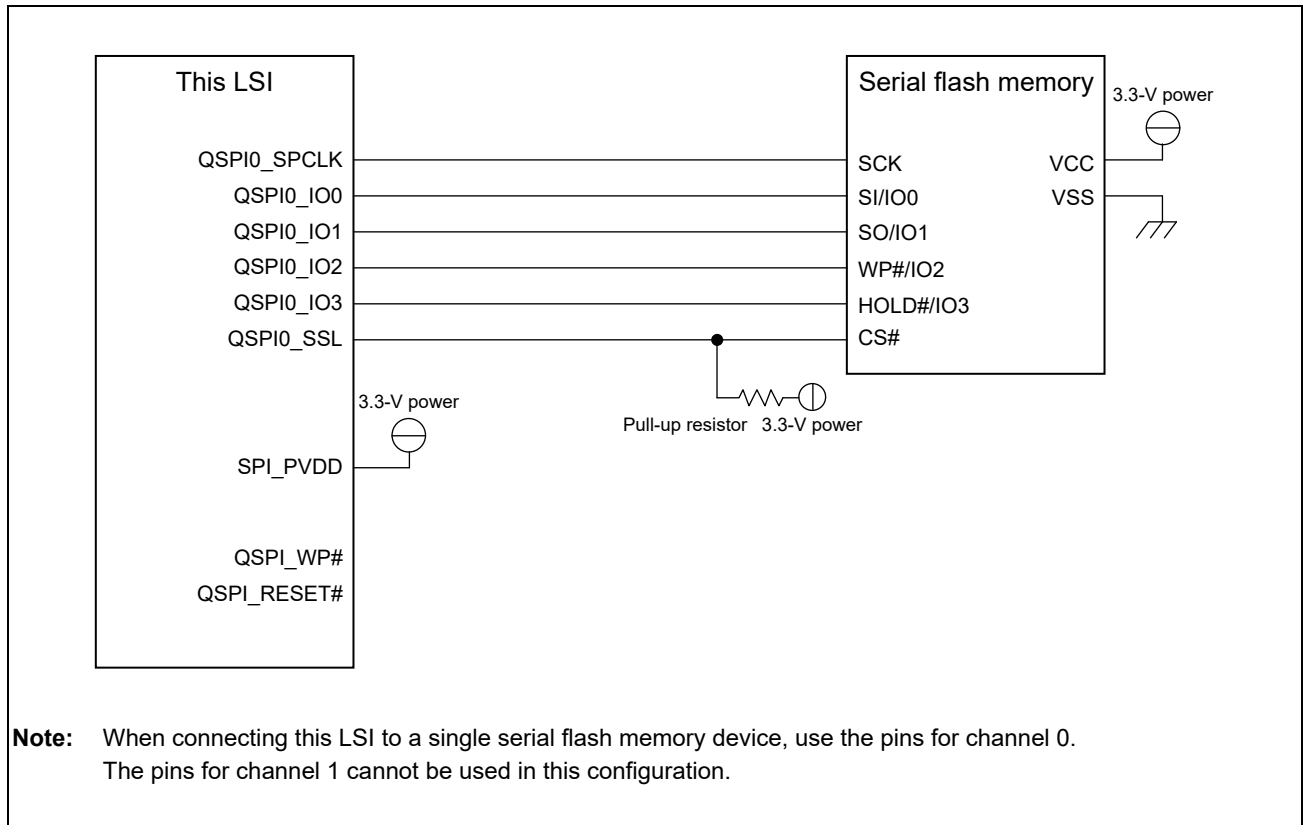 This LSI
Serial flash memory
3.3-V power
QSPI0_SPCLK
SCK
VCC
QSPI0_IO0
SI/IO0
VSS
QSPI0_IO1
SO/IO1
QSPI0_IO2
WP#/IO2
QSPI0_IO3
HOLD#/IO3
QSPI0_SSL
CS#
3.3-V power
Pull-up resistor
3.3-V power
SPI_PVDD
QSPI_WP#
QSPI_RESET#
Note: When connecting this LSI to a single serial flash memory device, use the pins for channel 0.
The pins for channel 1 cannot be used in this configuration.